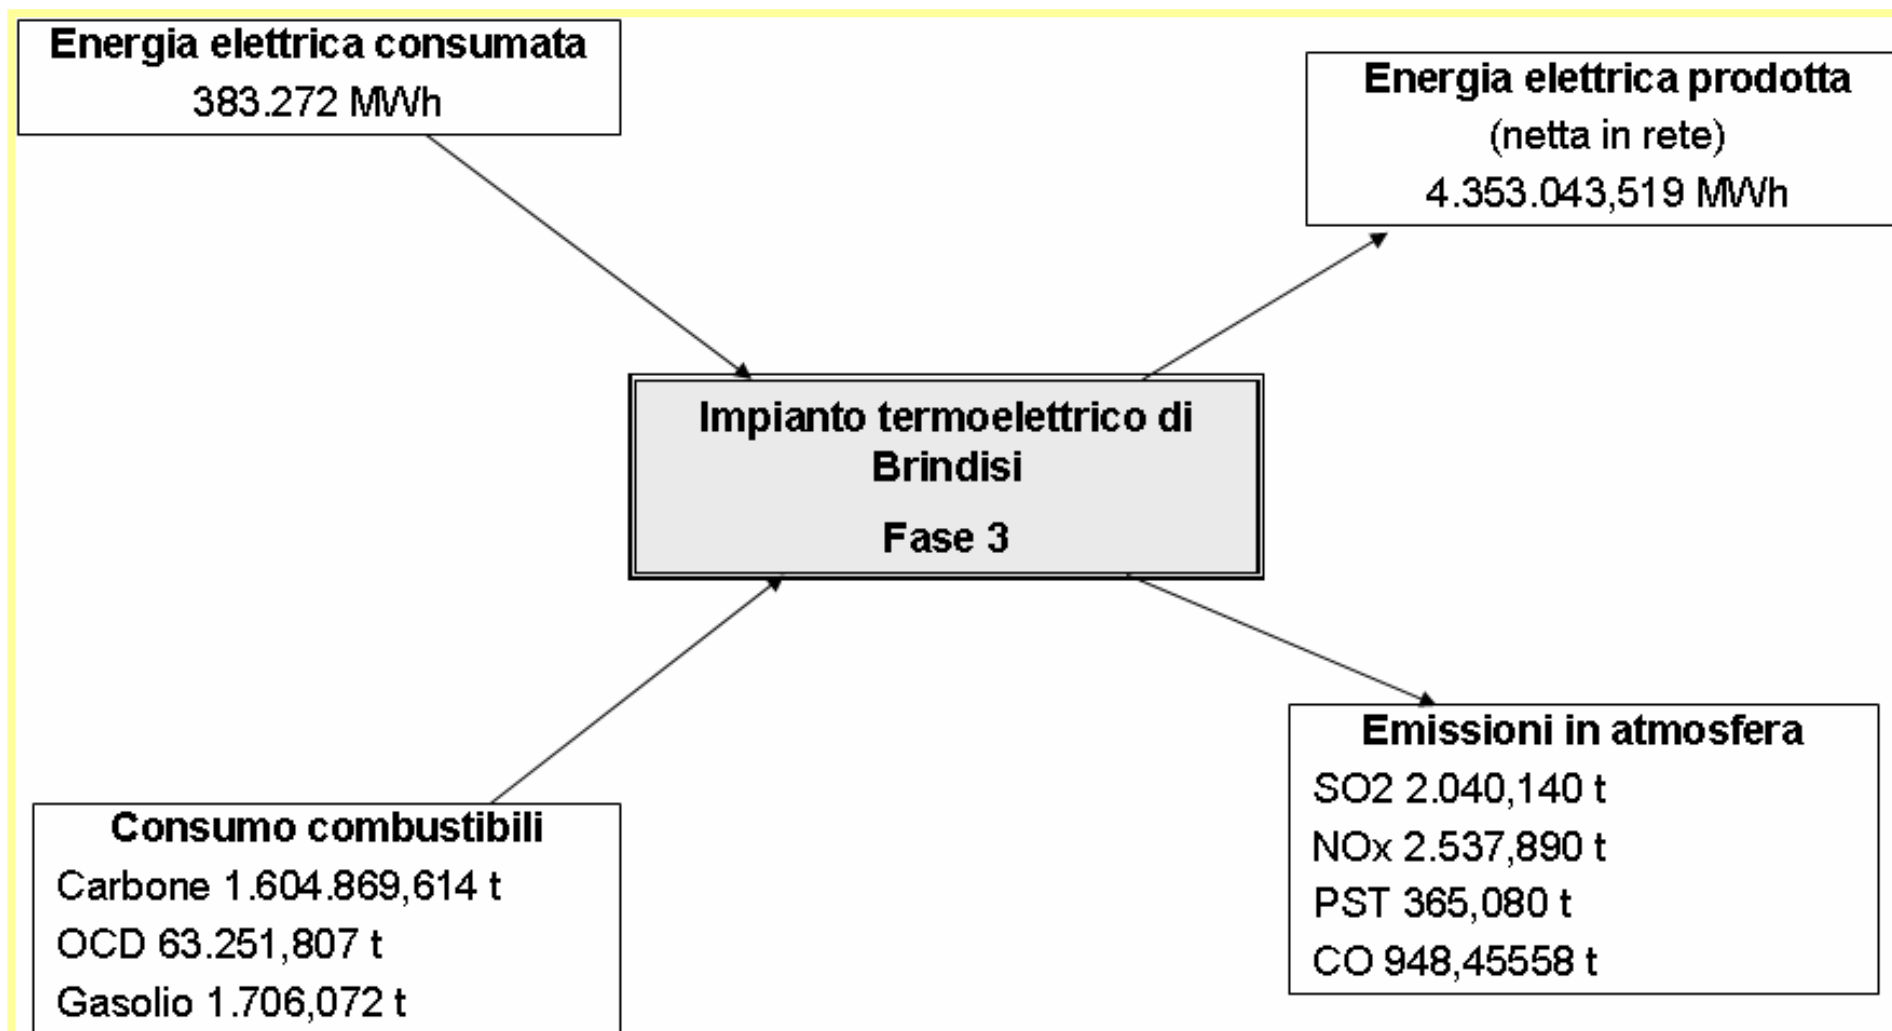 Energia elettrica consumata
383.272 MWh
Energia elettrica prodotta
(netta in rete)
4.353.043,519 MWh
Impianto termoelettrico di
Brindisi
Fase 3
Consumo combustibili
Carbone 1.604.869,614 t
OCD 63.251,807 t
Gasolio 1.706,072 t
Emissioni in atmosfera
SO2 2.040,140 t
NOx 2.537,890 t
PST 365,080 t
CO 948,45558 t